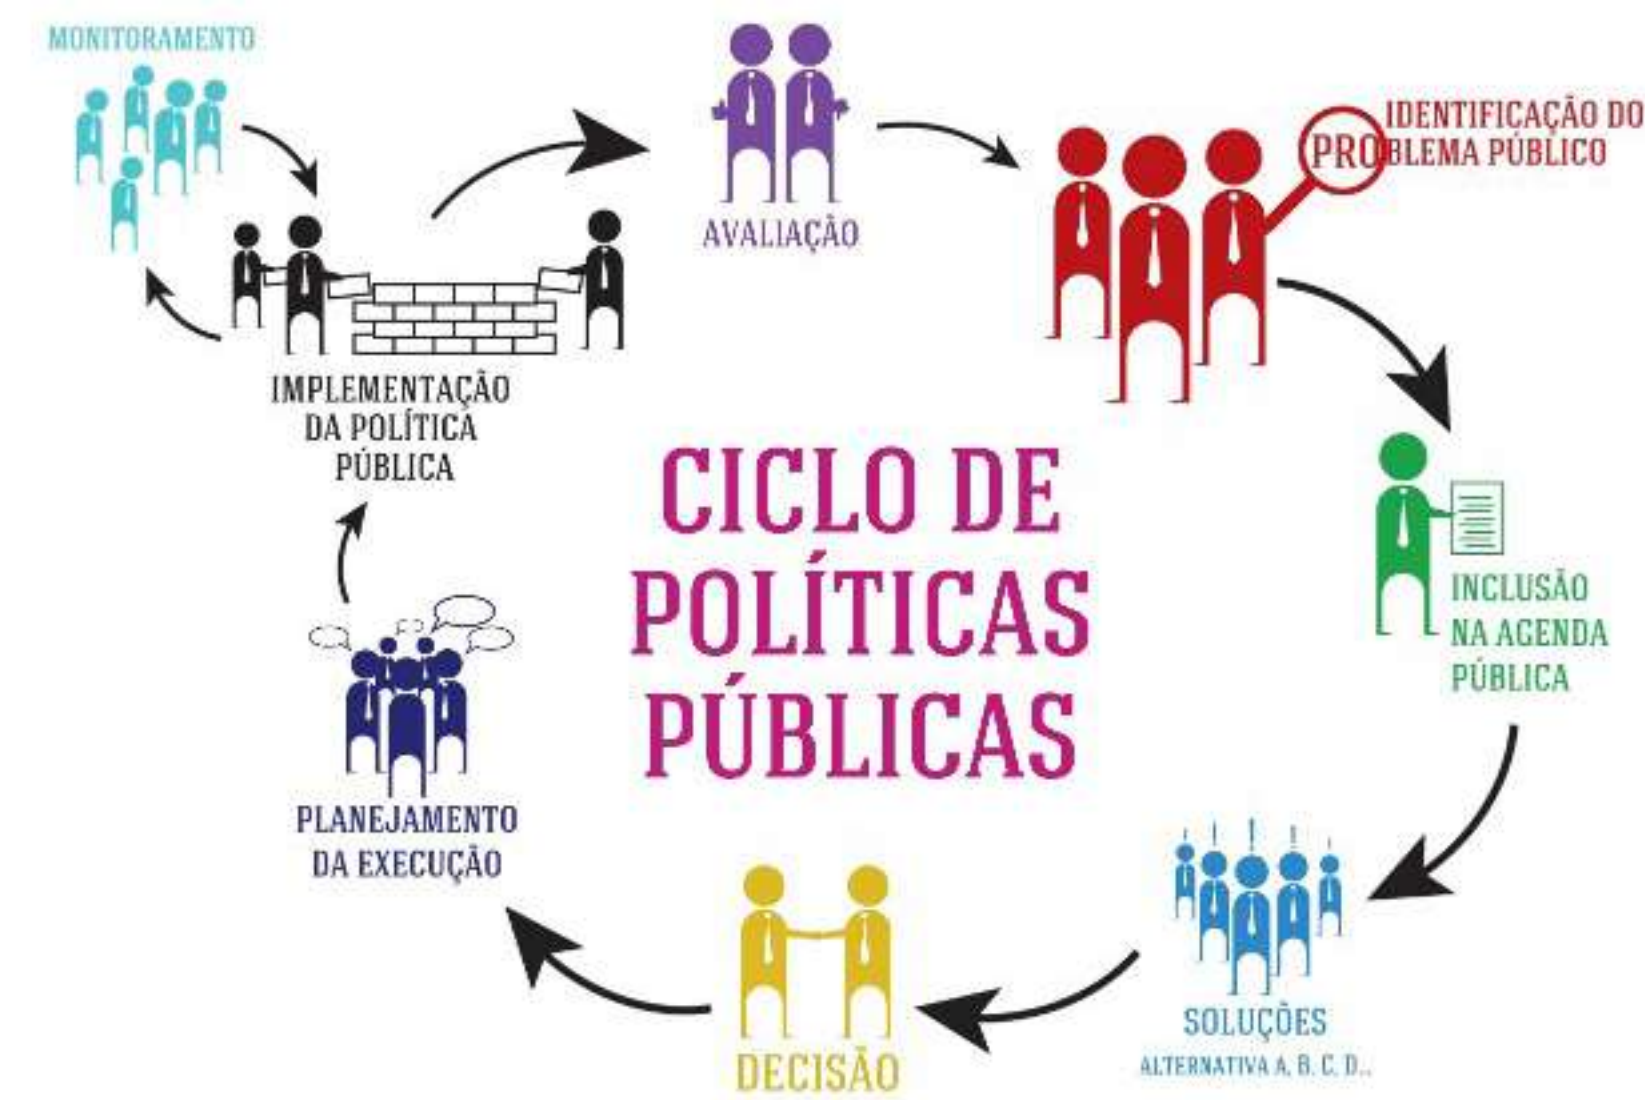 MONITORAMENTO
AVALIAÇÃO
IDENTIFICAÇÃO DO
PROBLEMA PÚBLICO
IMPLEMENTAÇÃO
DA POLÍTICA
PÚBLICA
CICLO DE
POLÍTICAS
PÚBLICAS
INCLUSÃO
NA AGENDA
PÚBLICA
PLANEJAMENTO
DA EXECUÇÃO
DECISÃO
SOLUÇÕES
ALTERNATIVA A, B, C, D...